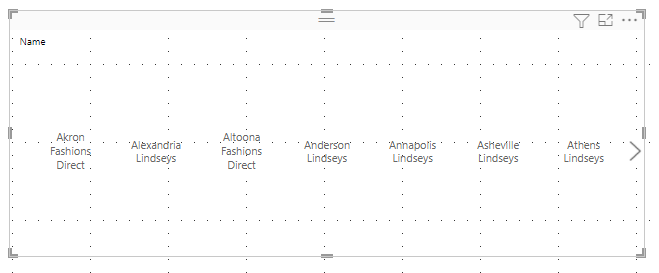 Name
Akron
Fashions
Direct
Alexandria
Lindseys
Altoona
Fashions
Direct
Anderson
Lindseys
Annapolis
Lindseys
Asheville
Lindseys
Athens
Lindseys